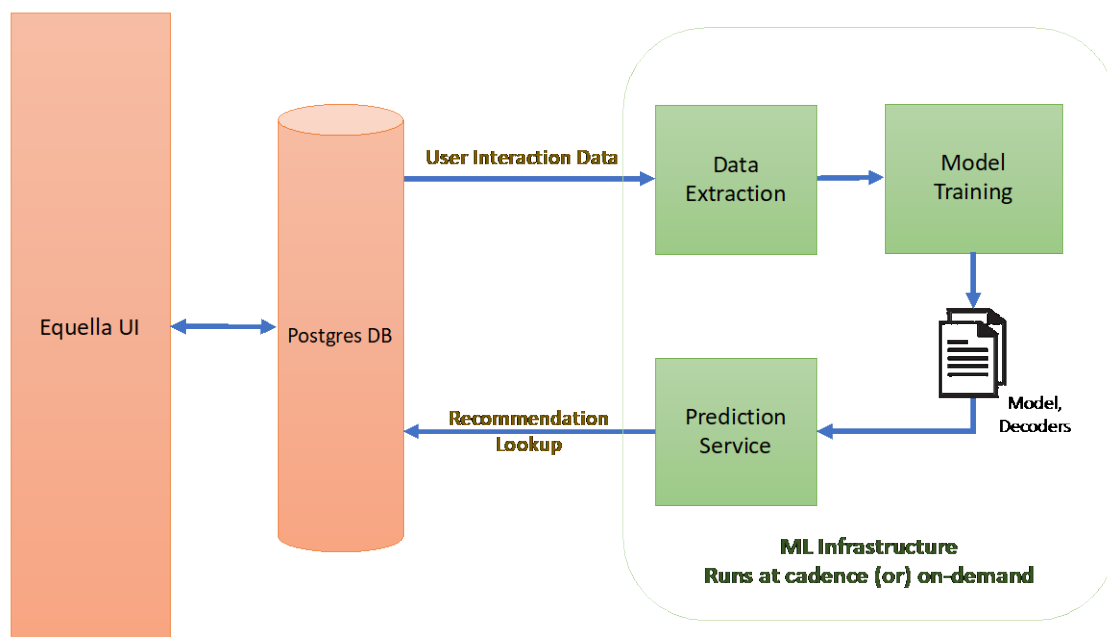 Equella UI
Postgres DB
User Interaction Data
Data
Extraction
Model
Training
Model,
Decoders
Prediction
Service
Recommendation
Lookup
ML Infrastructure
Runs at cadence (or) on-demand